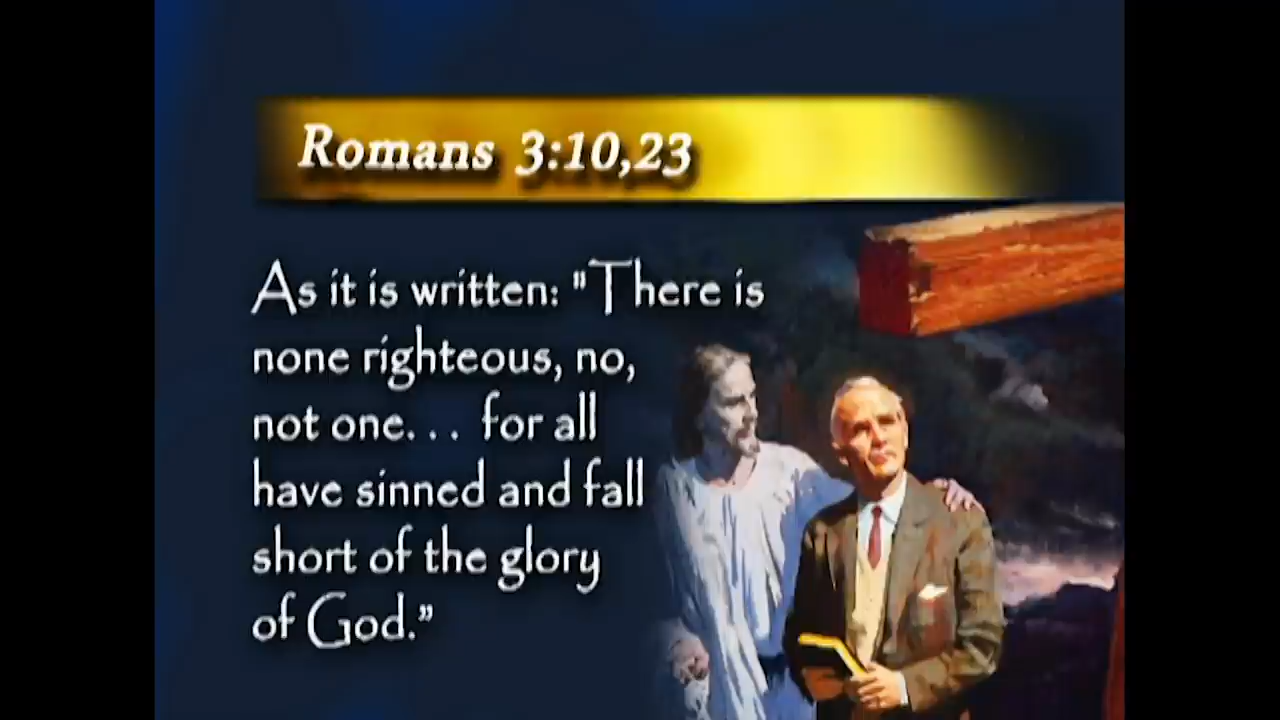 Romans 3:10,23
As it is written: "There is
none righteous, no,
not one. . . for all
have sinned and fall
short of the glory
of God.”